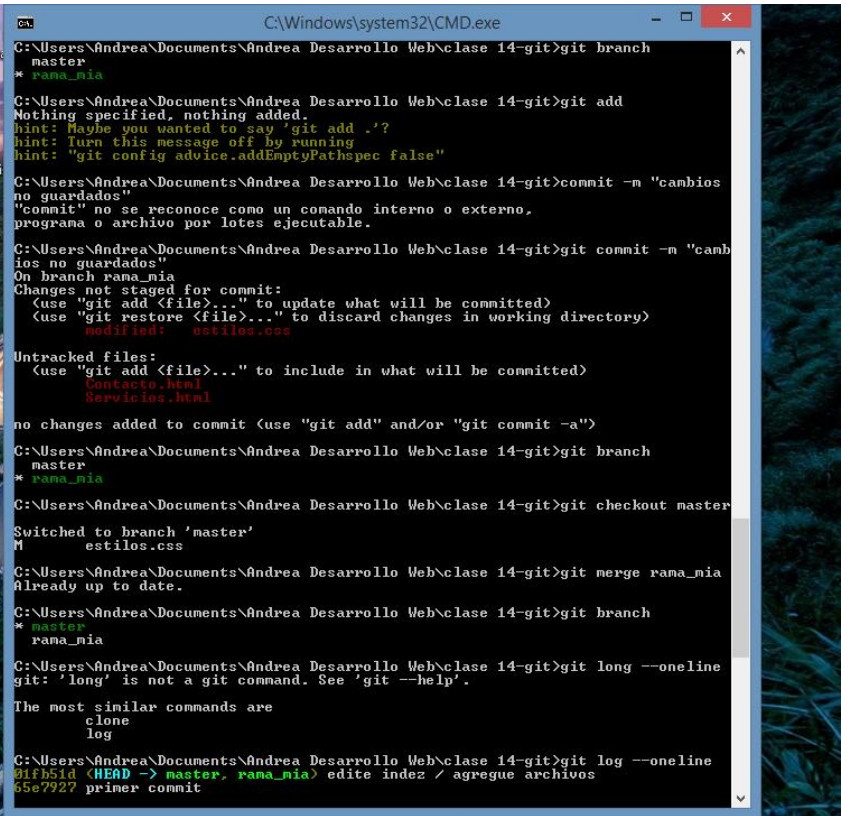 C:\Windows\system32\CMD.exe
C:\Users\Andrea\Documents\Andrea Desarrollo Web\clase 14-git>git branch
master
* rama_mia
C:\Users\Andrea\Documents\Andrea Desarrollo Web\clase 14-git>git add
Nothing specified, nothing added.
hint: Maybe you wanted to say 'git add .'?
hint: Turn this message off by running
hint: "git config advice.addEmptyPathspec false"
C:\Users\Andrea\Documents\Andrea Desarrollo Web\clase 14-git>commit -m "cambios
no guardados"
"commit" no se reconoce como un comando interno o externo,
programa o archivo por lotes ejecutable.
C:\Users\Andrea\Documents\Andrea Desarrollo Web\clase 14-git>git commit -m "camb
ios no guardados"
On branch rama_mia
Changes not staged for commit:
(use "git add <file>..." to update what will be committed)
(use "git restore <file>..." to discard changes in working directory)
modified: estilos.css
Untracked files:
(use "git add <file>..." to include in what will be committed)
Contacto.html
Servicios.html
no changes added to commit (use "git add" and/or "git commit -a")
C:\Users\Andrea\Documents\Andrea Desarrollo Web\clase 14-git>git branch
master
* rama_mia
C:\Users\Andrea\Documents\Andrea Desarrollo Web\clase 14-git>git checkout master
Switched to branch 'master'
M estilos.css
C:\Users\Andrea\Documents\Andrea Desarrollo Web\clase 14-git>git merge rama_mia
Already up to date.
C:\Users\Andrea\Documents\Andrea Desarrollo Web\clase 14-git>git branch
* master
rama_mia
C:\Users\Andrea\Documents\Andrea Desarrollo Web\clase 14-git>git long --oneline
git: 'long' is not a git command. See 'git --help'.
The most similar commands are
clone
log
C:\Users\Andrea\Documents\Andrea Desarrollo Web\clase 14-git>git log --oneline
01fb51d (HEAD -> master, rama_mia) edite indez / agregue archivos
65e7927 primer commit